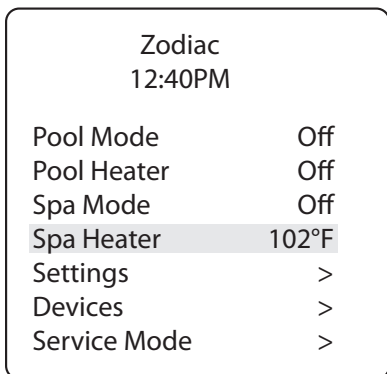 Zodiac
12:40PM
Pool Mode Off
Pool Heater Off
Spa Mode Off
Spa Heater 102°F
Settings >
Devices >
Service Mode >